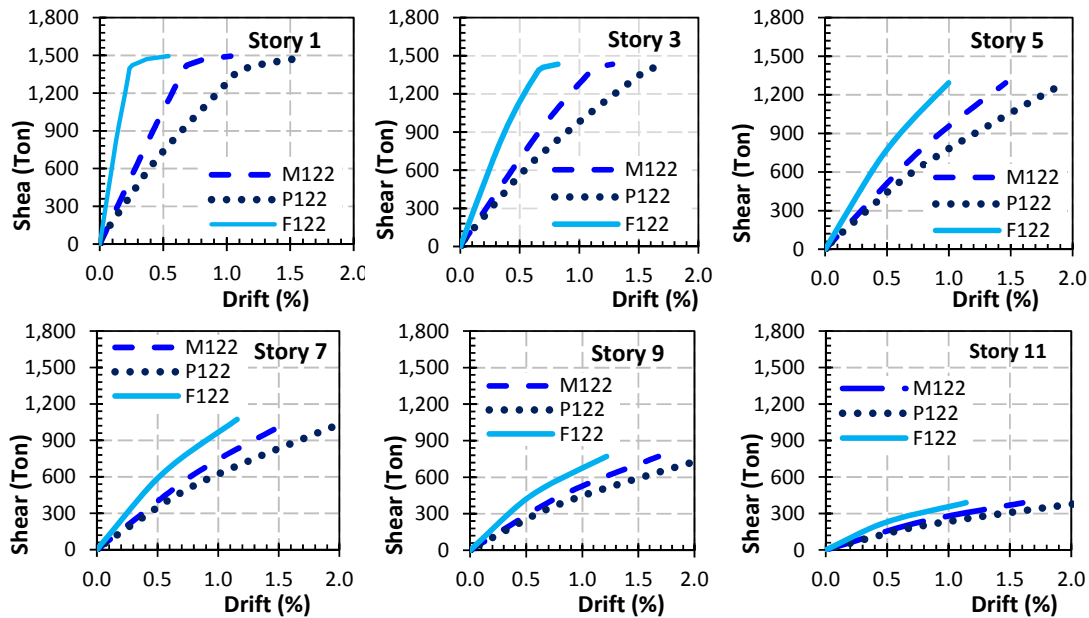 Story 1
Shea (Ton)
1,800
1,500
1,200
900
600
300
0
M122
P122
F122
0.0 0.5 1.0 1.5 2.0
Drift (%)
Story 3
Shear (Ton)
1,800
1,500
1,200
900
600
300
0
M122
P122
F122
0.0 0.5 1.0 1.5 2.0
Drift (%)
Story 5
Shear (Ton)
1,800
1,500
1,200
900
600
300
0
M122
P122
F122
0.0 0.5 1.0 1.5 2.0
Drift (%)
Story 7
Shear (Ton)
1,800
1,500
1,200
900
600
300
0
M122
P122
F122
0.0 0.5 1.0 1.5 2.0
Drift (%)
Story 9
Shear (Ton)
1,800
1,500
1,200
900
600
300
0
M122
P122
F122
0.0 0.5 1.0 1.5 2.0
Drift (%)
Story 11
Shear (Ton)
1,800
1,500
1,200
900
600
300
0
M122
P122
F122
0.0 0.5 1.0 1.5 2.0
Drift (%)